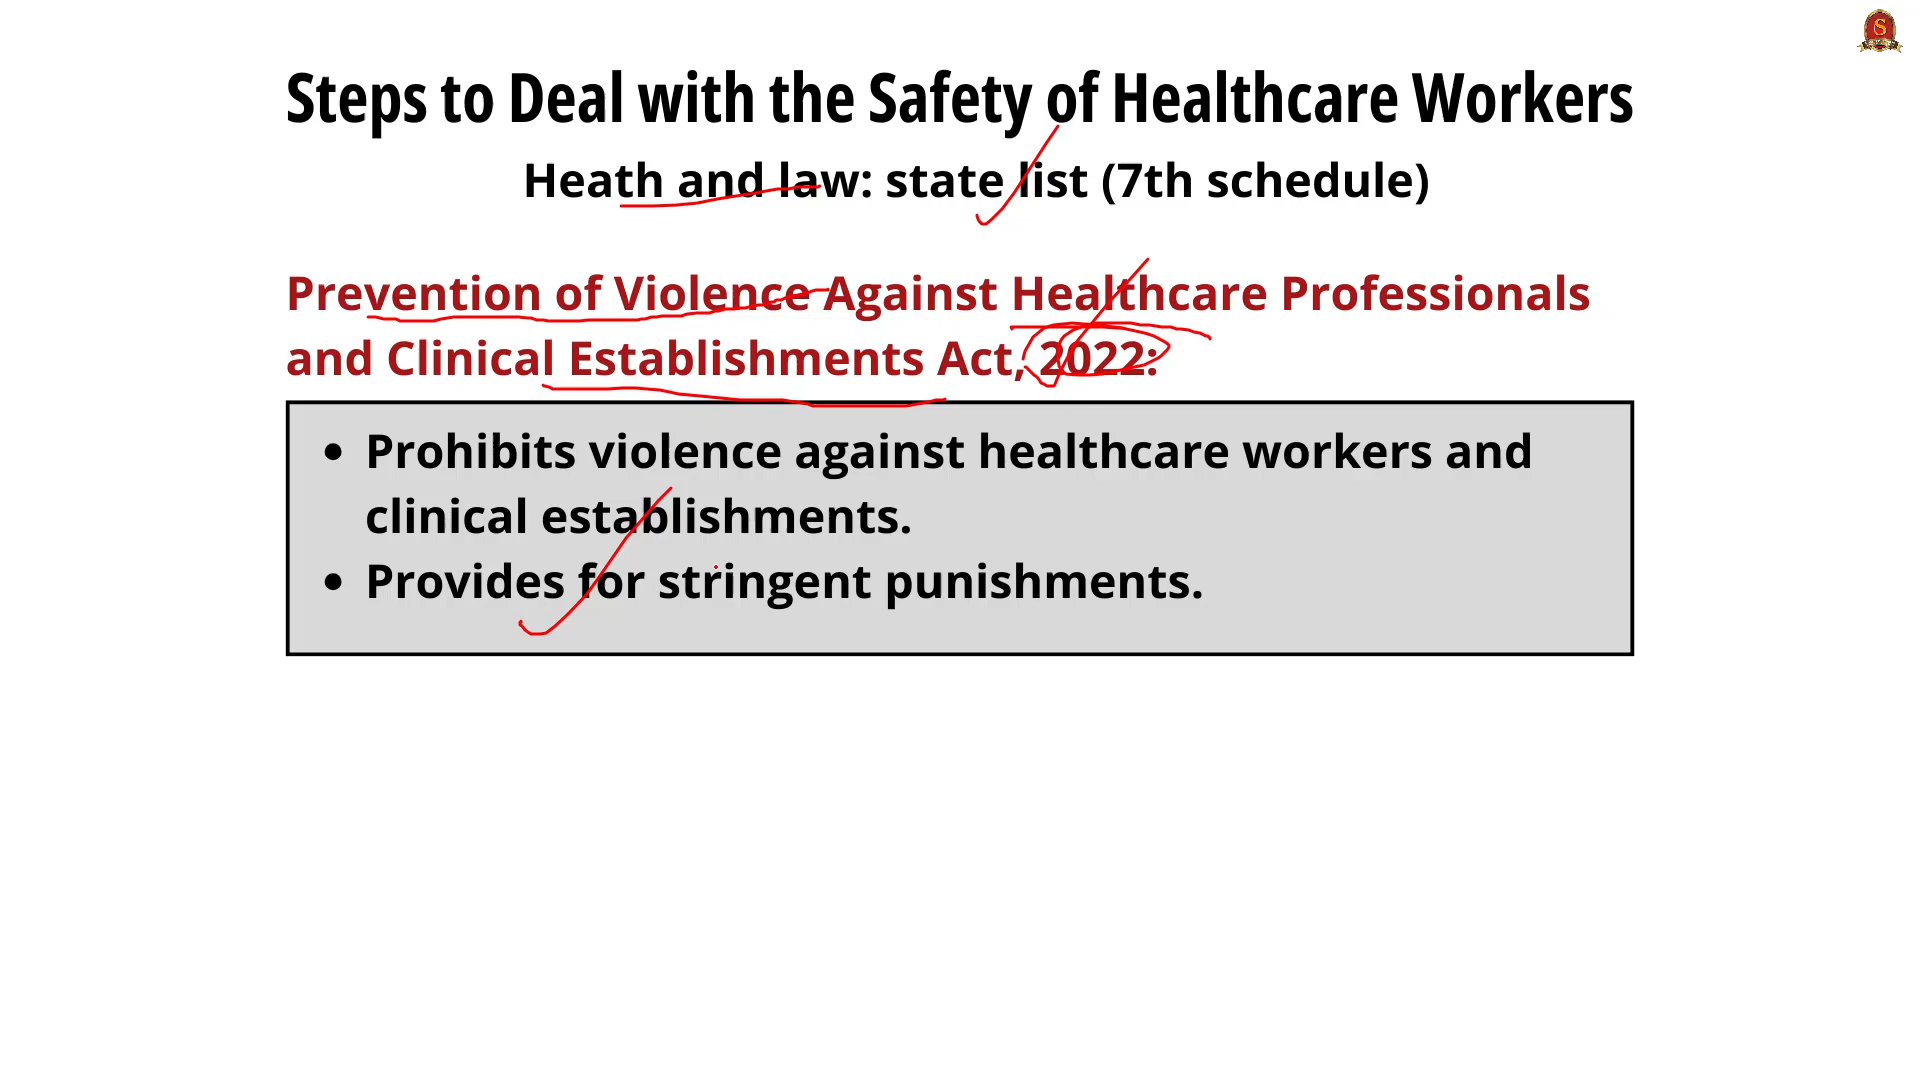 Steps to Deal with the Safety of Healthcare Workers
Heath and law: state list (7th schedule)
Prevention of Violence Against Healthcare Professionals
and Clinical Establishments Act, 2022:
• Prohibits violence against healthcare workers and
clinical establishments.
• Provides for stringent punishments.
S